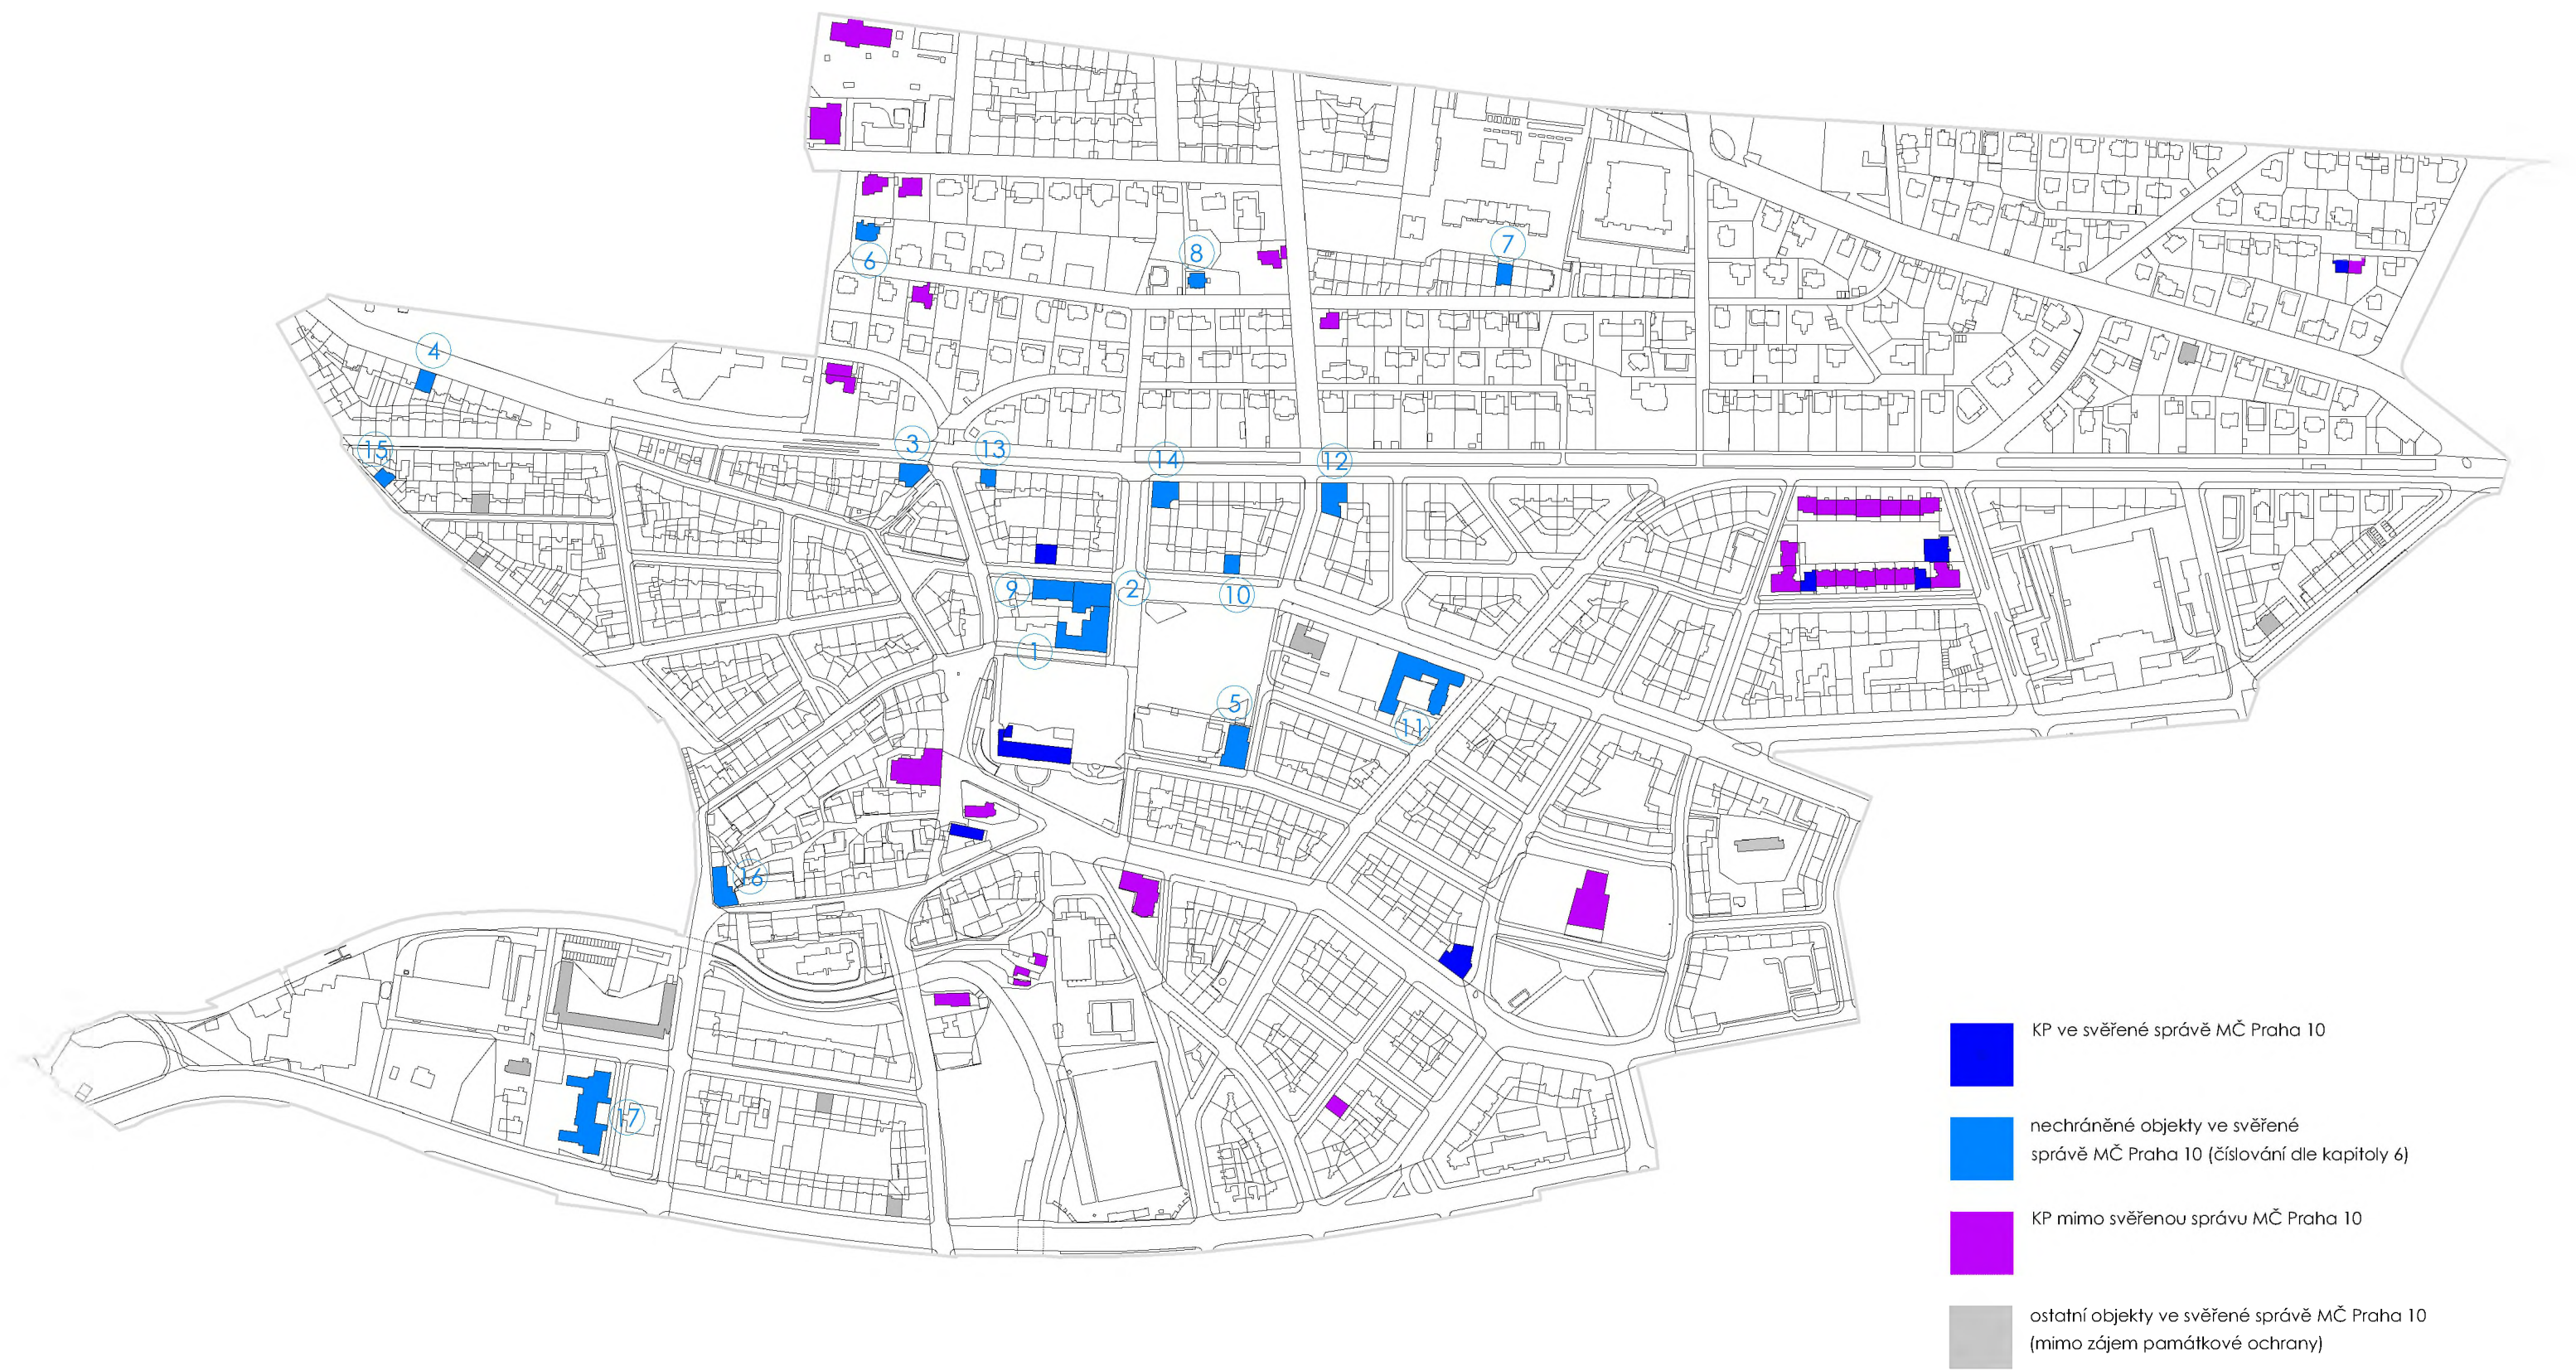 7
8
6
4
3
13
15
14
12
9
2
10
1
5
11
16
17
KP ve svěřené správě MČ Praha 10
nechráněné objekty ve svěřené
správě MČ Praha 10 (číslování dle kapitoly 6)
KP mimo svěřenou správu MČ Praha 10
ostatní objekty ve svěřené správě MČ Praha 10
(mimo zájem památkové ochrany)